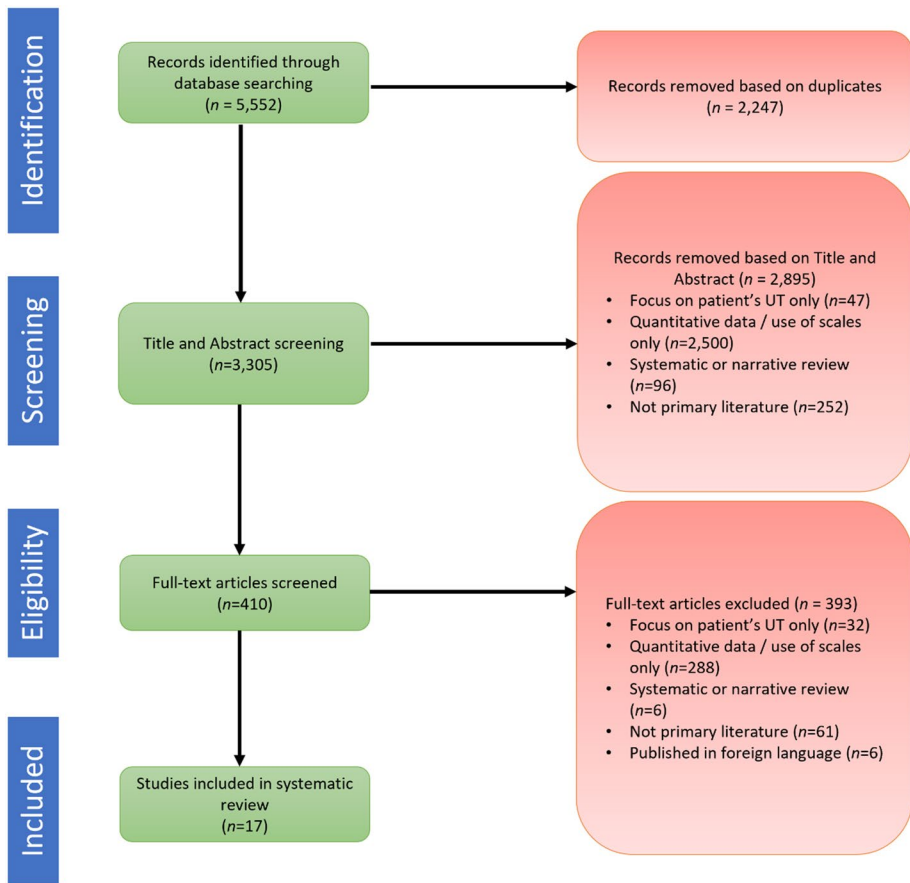 Identification
Records identified through
database searching
(n = 5,552)
Records removed based on duplicates
(n = 2,247)
Screening
Title and Abstract screening
(n=3,305)
Records removed based on Title and
Abstract (n = 2,895)
• Focus on patient’s UT only (n=47)
• Quantitative data / use of scales
only (n=2,500)
• Systematic or narrative review
(n=96)
• Not primary literature (n=252)
Eligibility
Full-text articles screened
(n=410)
Full-text articles excluded (n = 393)
• Focus on patient’s UT only (n=32)
• Quantitative data / use of scales
only (n=288)
• Systematic or narrative review
(n=6)
• Not primary literature (n=61)
• Published in foreign language (n=6)
Included
Studies included in systematic
review
(n=17)